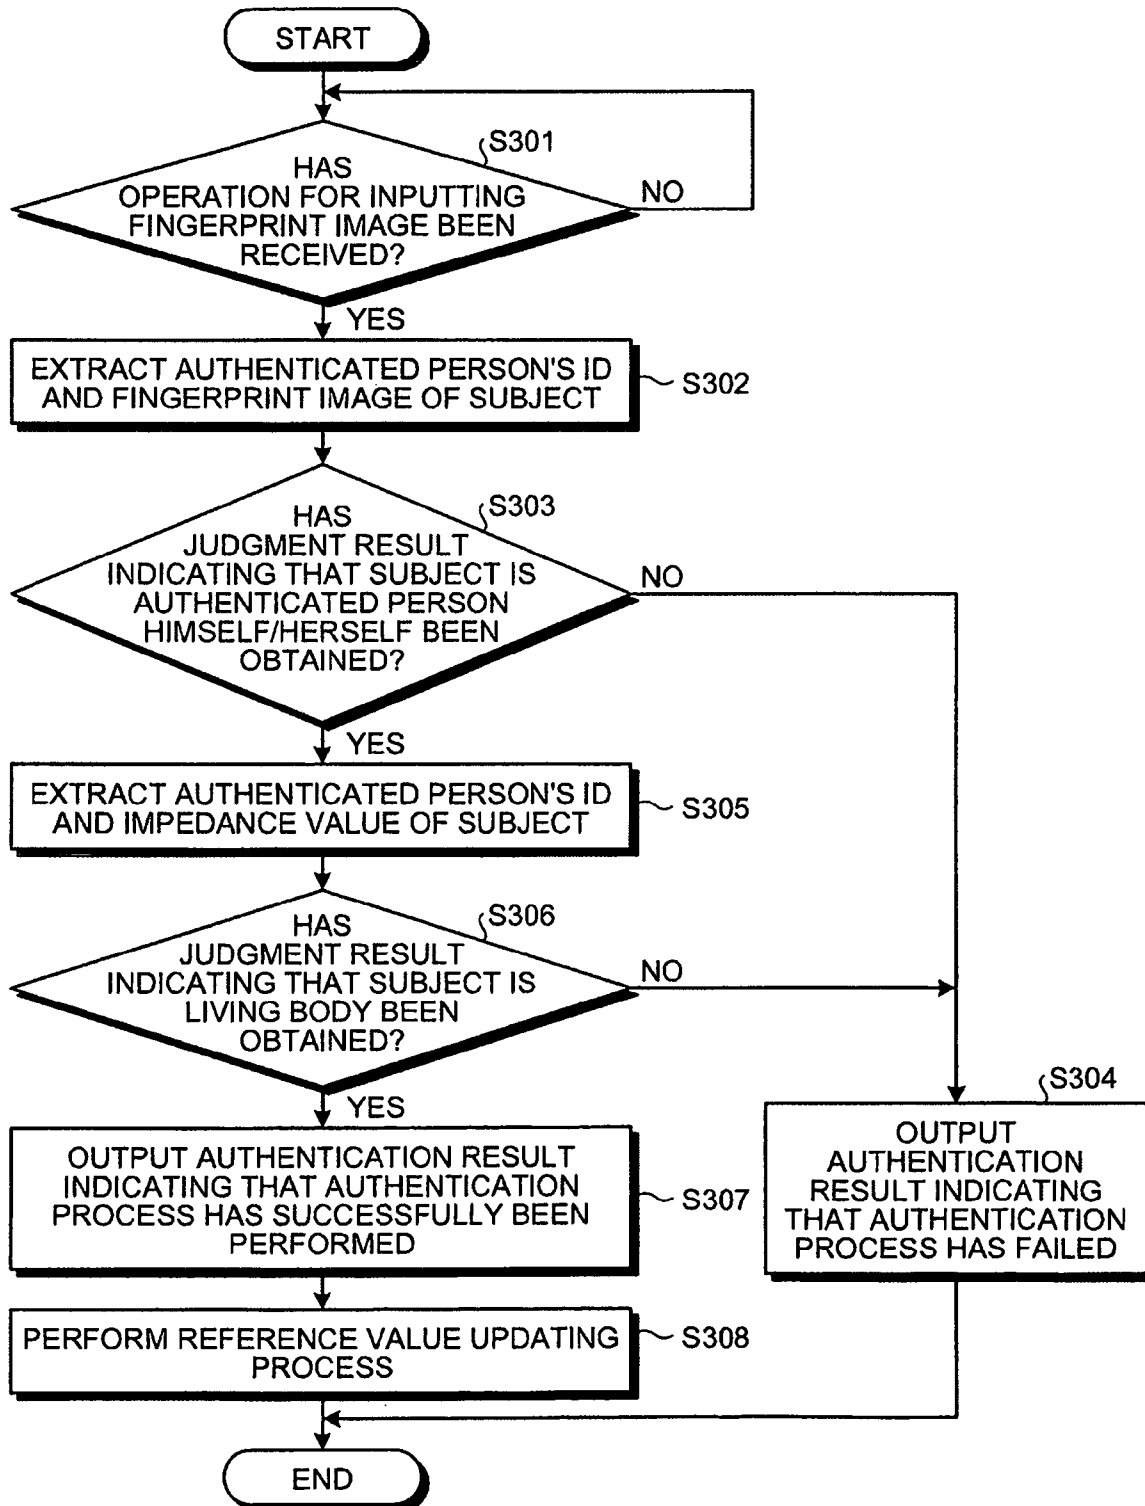 START
S301
HAS
OPERATION FOR INPUTTING
FINGERPRINT IMAGE BEEN
RECEIVED?
NO
YES
EXTRACT AUTHENTICATED PERSON'S ID
AND FINGERPRINT IMAGE OF SUBJECT
S302
S303
HAS
JUDGMENT RESULT
INDICATING THAT SUBJECT IS
AUTHENTICATED PERSON
HIMSELF/HERSELF BEEN
OBTAINED?
NO
YES
EXTRACT AUTHENTICATED PERSON'S ID
AND IMPEDANCE VALUE OF SUBJECT
S305
S306
HAS
JUDGMENT RESULT
INDICATING THAT SUBJECT IS
LIVING BODY BEEN
OBTAINED?
NO
YES
S304
OUTPUT
AUTHENTICATION
RESULT INDICATING
THAT AUTHENTICATION
PROCESS HAS FAILED
OUTPUT AUTHENTICATION RESULT
INDICATING THAT AUTHENTICATION
PROCESS HAS SUCCESSFULLY BEEN
PERFORMED
S307
PERFORM REFERENCE VALUE UPDATING
PROCESS
S308
END